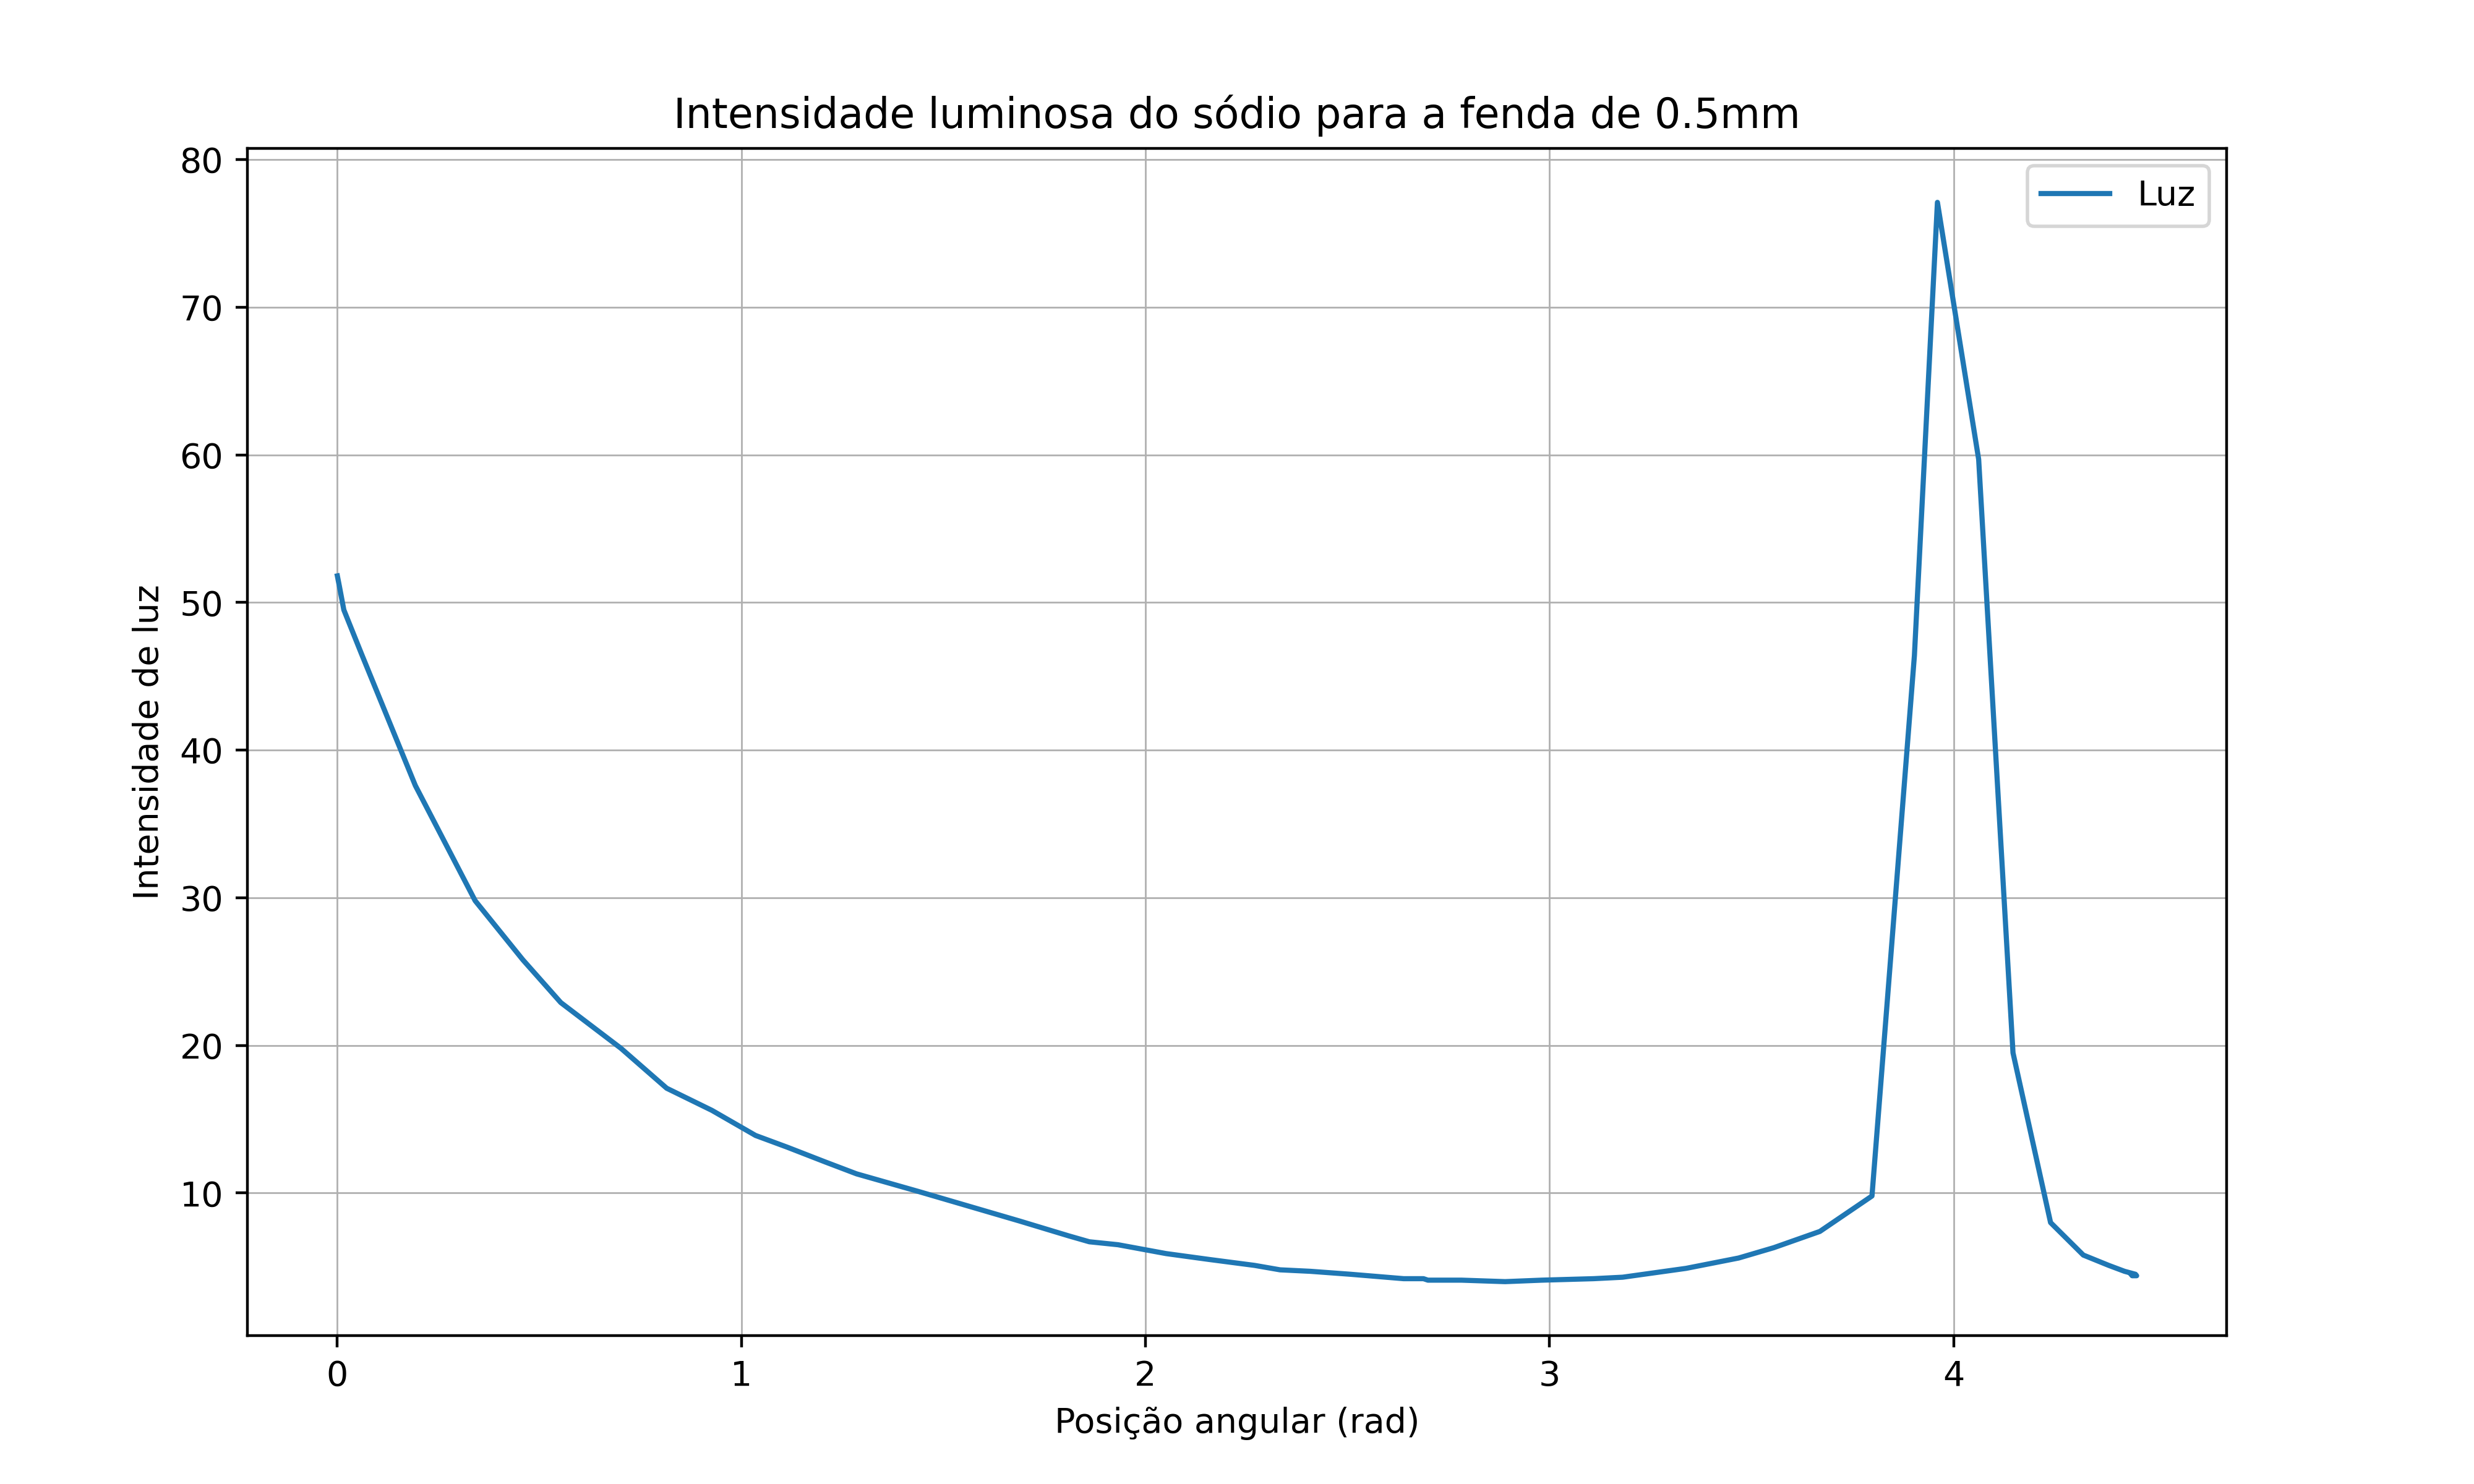 Intensidade luminosa do sódio para a fenda de 0.5mm
Luz
80
70
60
50
40
30
20
10
Intensidade de luz
0 1 2 3 4
Posição angular (rad)